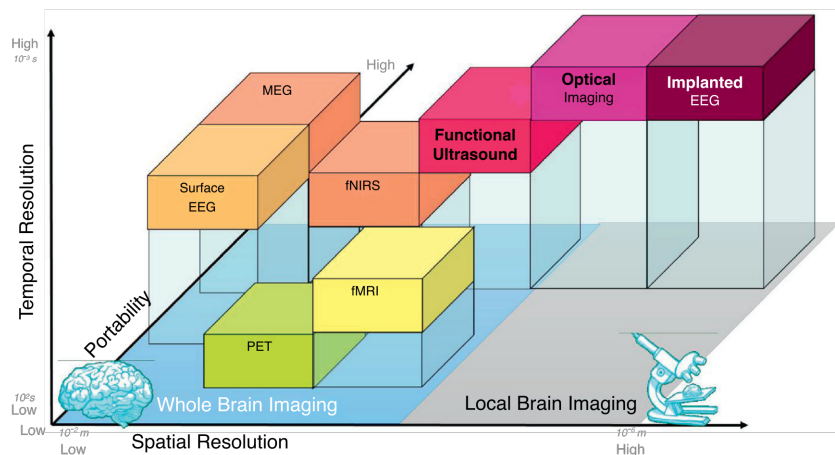 High
10⁻³ s
High
MEG
Optical
Imaging
Implanted
EEG
Functional
Ultrasound
Surface
EEG
fNIRS
Temporal Resolution
fMRI
Portability
PET
10²s
Low
Whole Brain Imaging
Local Brain Imaging
Low
10⁻² m
10⁻⁶ m
Low
Spatial Resolution
High